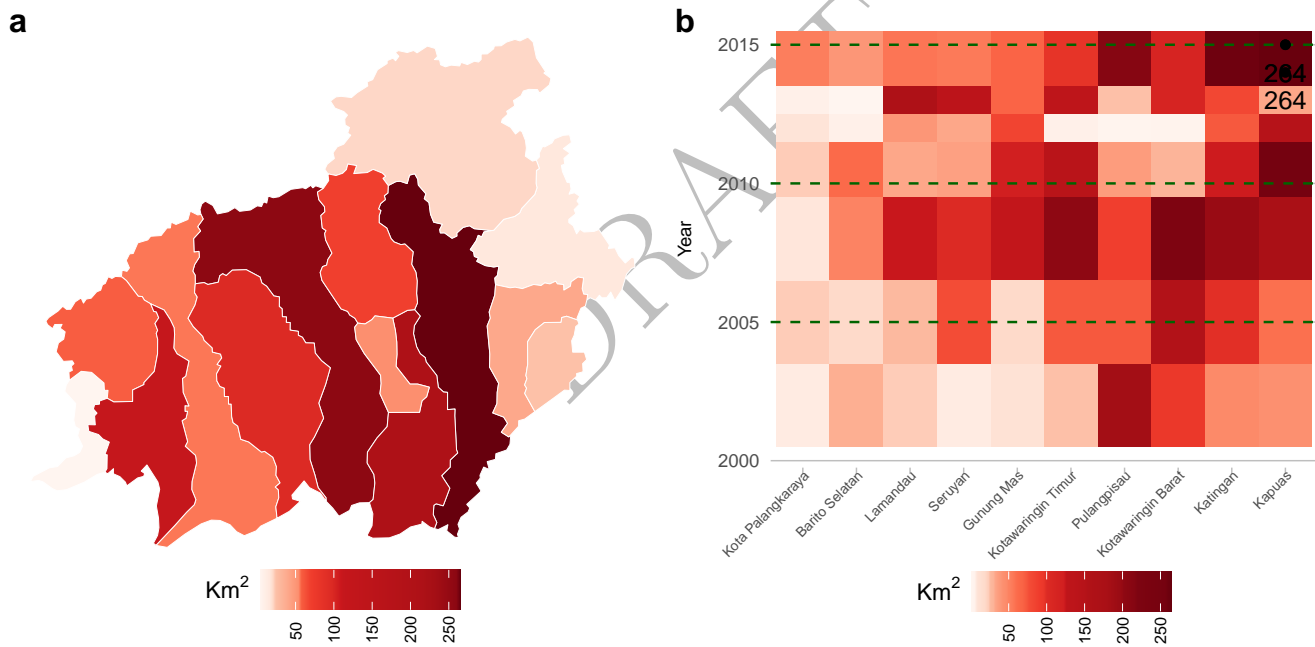 a
b
DRAFT
Year
2015
2010
2005
2000
264
264
Kota Palangkaraya
Barito Selatan
Lamandau
Seruyan
Gunung Mas
Kotawaringin Timur
Pulangpisau
Kotawaringin Barat
Katingan
Kapuas
Km²
50
100
150
200
250
Km²
50
100
150
200
250